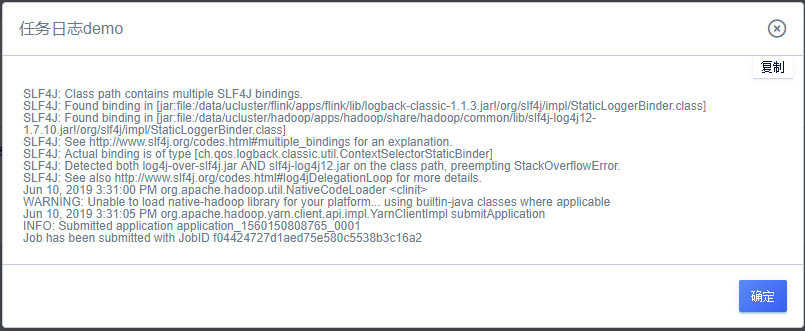 任务日志demo
复制
SLF4J: Class path contains multiple SLF4J bindings.
SLF4J: Found binding in [jar:file:/data/ucluster/flink/apps/flink/lib/logback-classic-1.1.3.jar!/org/slf4j/impl/StaticLoggerBinder.class]
SLF4J: Found binding in [jar:file:/data/ucluster/hadoop/apps/hadoop/share/hadoop/common/lib/slf4j-log4j12-
1.7.10.jar!/org/slf4j/impl/StaticLoggerBinder.class]
SLF4J: See http://www.slf4j.org/codes.html#multiple_bindings for an explanation.
SLF4J: Actual binding is of type [ch.qos.logback.classic.util.ContextSelectorStaticBinder]
SLF4J: Detected both log4j-over-slf4j.jar AND slf4j-log4j12.jar on the class path, preempting StackOverflowError.
SLF4J: See also http://www.slf4j.org/codes.html#log4jDelegationLoop for more details.
Jun 10, 2019 3:31:00 PM org.apache.hadoop.util.NativeCodeLoader <clinit>
WARNING: Unable to load native-hadoop library for your platform... using builtin-java classes where applicable
Jun 10, 2019 3:31:05 PM org.apache.hadoop.yarn.client.api.impl.YarnClientImpl submitApplication
INFO: Submitted application application_1560150808765_0001
Job has been submitted with JobID f04424727d1aed75e580c5538b3c16a2
确定